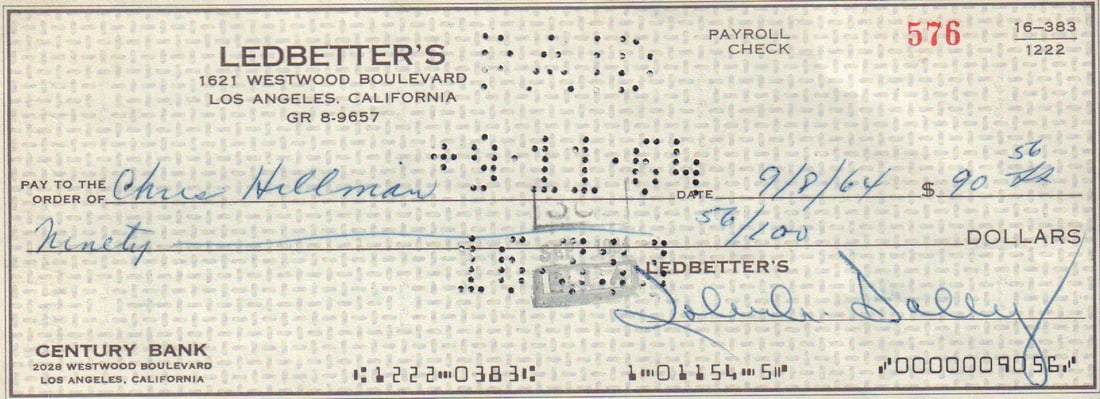 LEDBETTER'S
1621 WESTWOOD BOULEVARD
LOS ANGELES, CALIFORNIA
GR 8-9657
PAID
PAYROLL
CHECK
576
16-383
1222
+9·11·64
PAY TO THE
ORDER OF Chris Hillman
DATE 9/8/64 $ 90 56
Ninety 56/100 DOLLARS
LEDBETTER'S
CENTURY BANK
2028 WESTWOOD BOULEVARD
LOS ANGELES, CALIFORNIA
⑆1222⑉0383⑆ 1⑉01154⑉5⑈ ⑇0000009056⑇